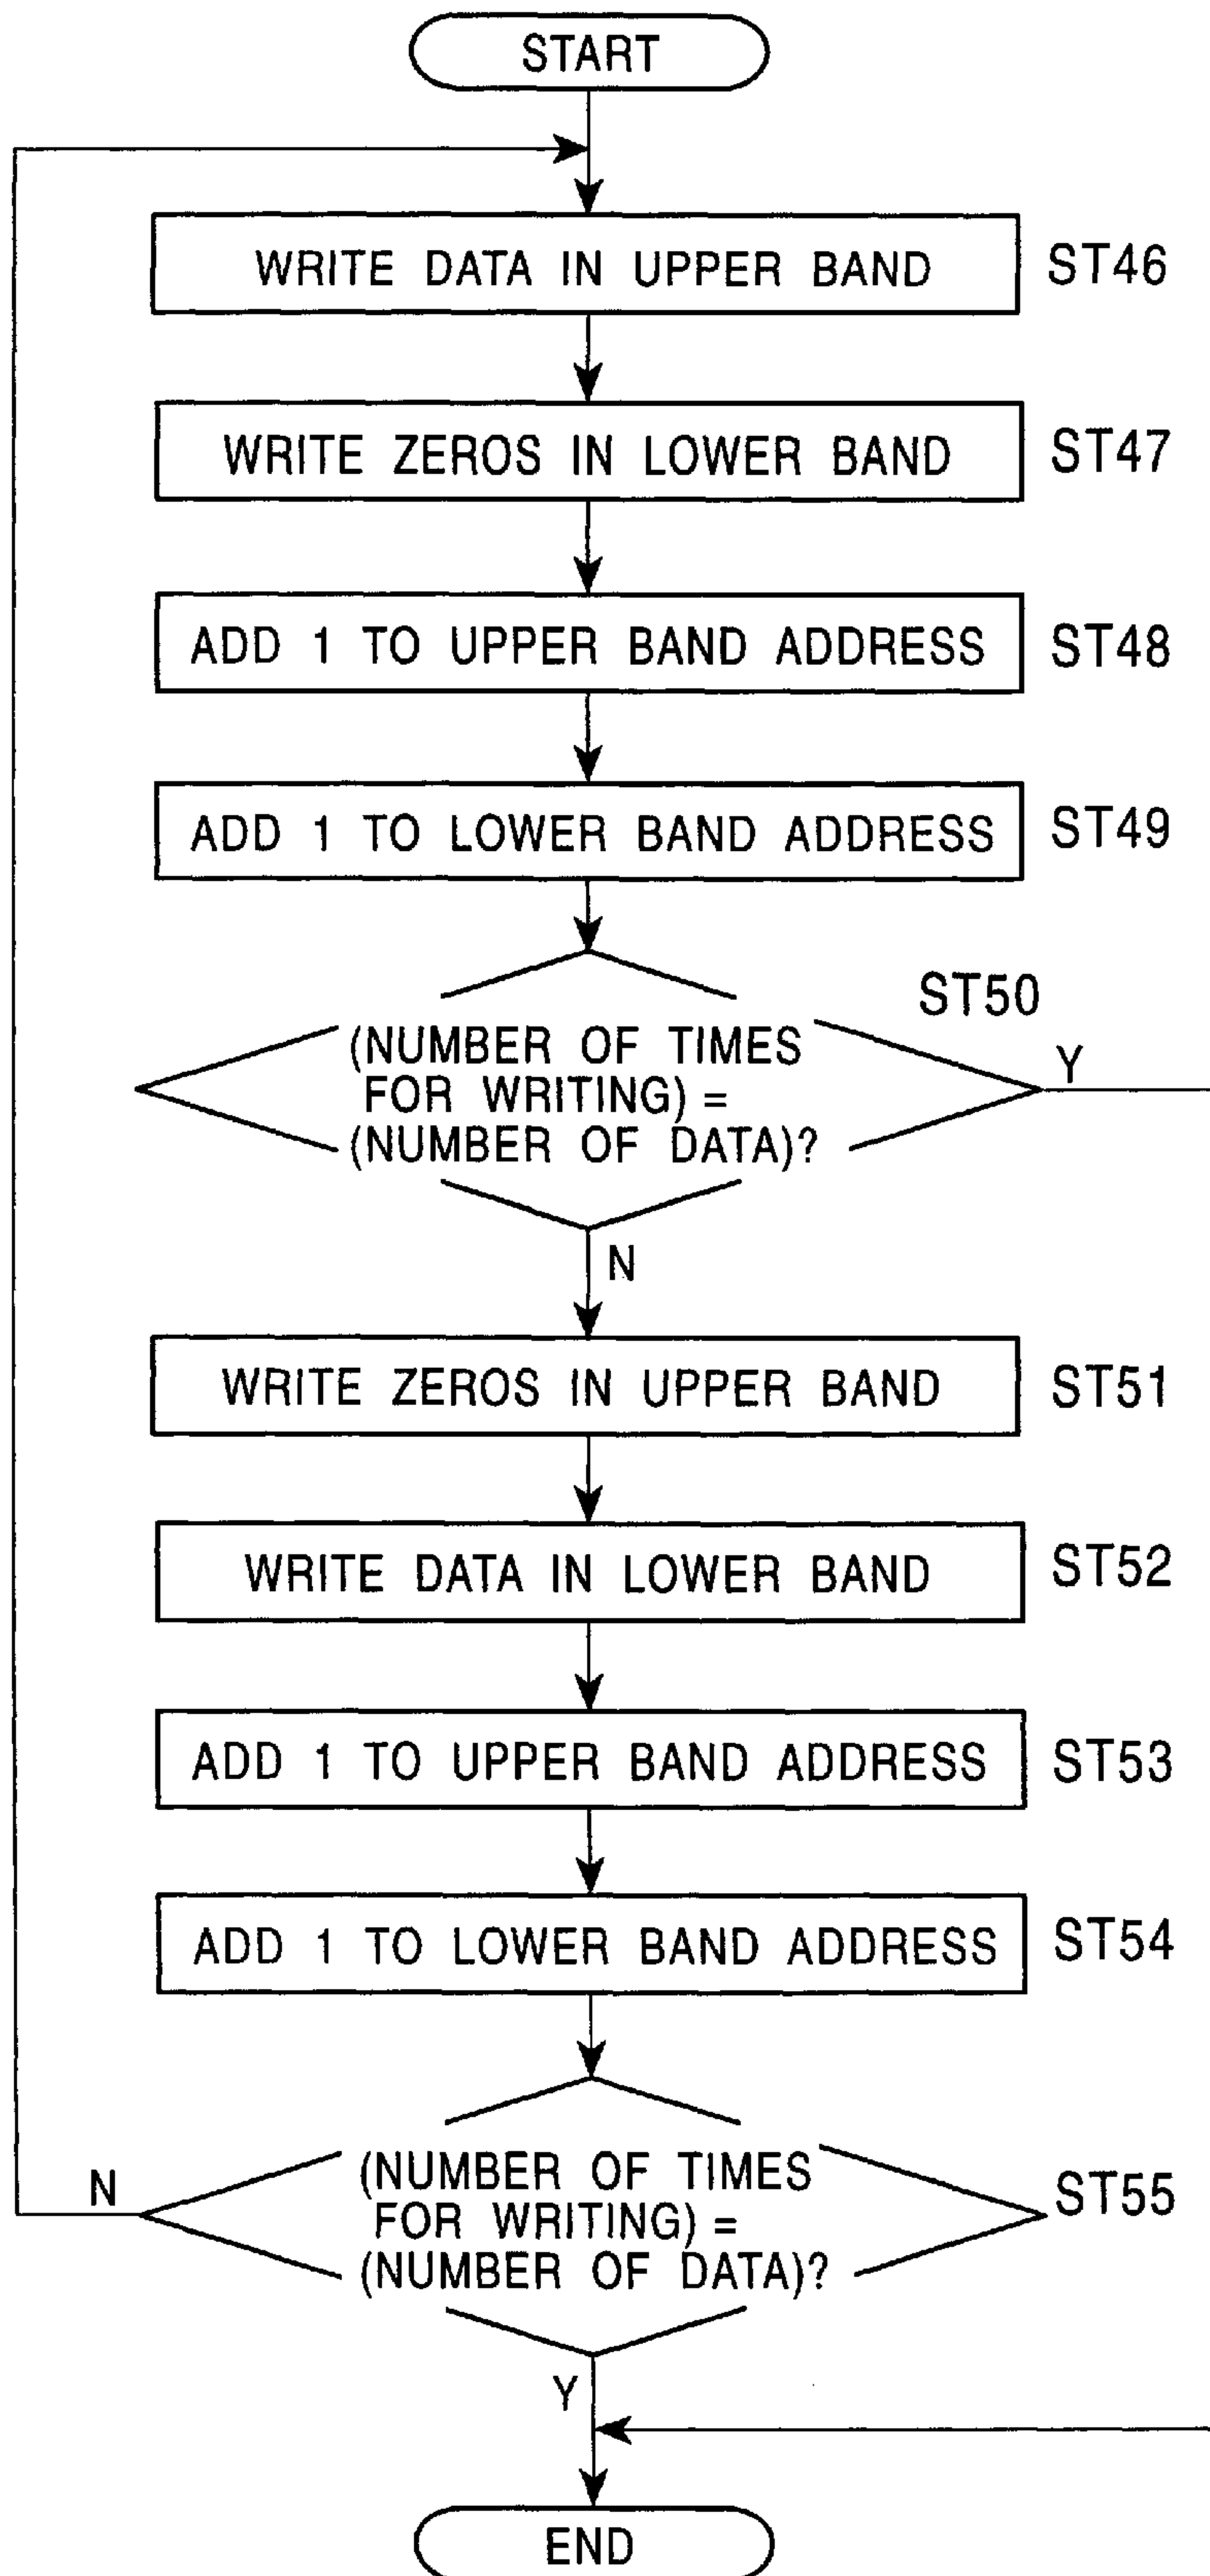 START
WRITE DATA IN UPPER BAND
ST46
WRITE ZEROS IN LOWER BAND
ST47
ADD 1 TO UPPER BAND ADDRESS
ST48
ADD 1 TO LOWER BAND ADDRESS
ST49
ST50
(NUMBER OF TIMES
FOR WRITING) =
(NUMBER OF DATA)?
Y
N
WRITE ZEROS IN UPPER BAND
ST51
WRITE DATA IN LOWER BAND
ST52
ADD 1 TO UPPER BAND ADDRESS
ST53
ADD 1 TO LOWER BAND ADDRESS
ST54
N
(NUMBER OF TIMES
FOR WRITING) =
(NUMBER OF DATA)?
ST55
Y
END